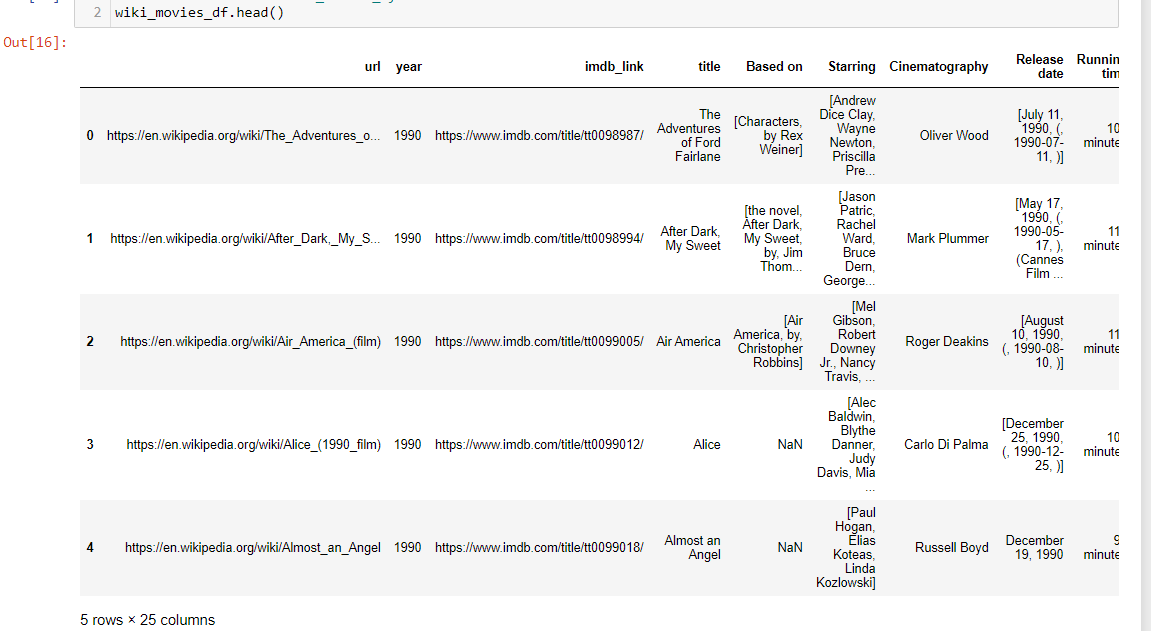 2 wiki_movies_df.head()
Out[16]:
url year imdb_link title Based on Starring Cinematography Release date Runnin tim
0 https://en.wikipedia.org/wiki/The_Adventures_o... 1990 https://www.imdb.com/title/tt0098987/ The Adventures of Ford Fairlane [Characters, by Rex Weiner] [Andrew Dice Clay, Wayne Newton, Priscilla Pre... Oliver Wood [July 11, 1990, (, 1990-07-11, )] 10 minute
1 https://en.wikipedia.org/wiki/After_Dark,_My_S... 1990 https://www.imdb.com/title/tt0098994/ After Dark, My Sweet [the novel, After Dark, My Sweet, by, Jim Thom... [Jason Patric, Rachel Ward, Bruce Dern, George... Mark Plummer [May 17, 1990, (, 1990-05-17, ), (Cannes Film ... 11 minute
2 https://en.wikipedia.org/wiki/Air_America_(film) 1990 https://www.imdb.com/title/tt0099005/ Air America [Air America, by, Christopher Robbins] [Mel Gibson, Robert Downey Jr., Nancy Travis, ... Roger Deakins [August 10, 1990, (, 1990-08-10, )] 11 minute
3 https://en.wikipedia.org/wiki/Alice_(1990_film) 1990 https://www.imdb.com/title/tt0099012/ Alice NaN [Alec Baldwin, Blythe Danner, Judy Davis, Mia ... Carlo Di Palma [December 25, 1990, (, 1990-12-25, )] 10 minute
4 https://en.wikipedia.org/wiki/Almost_an_Angel 1990 https://www.imdb.com/title/tt0099018/ Almost an Angel NaN [Paul Hogan, Elias Koteas, Linda Kozlowski] Russell Boyd December 19, 1990 9 minute
5 rows × 25 columns